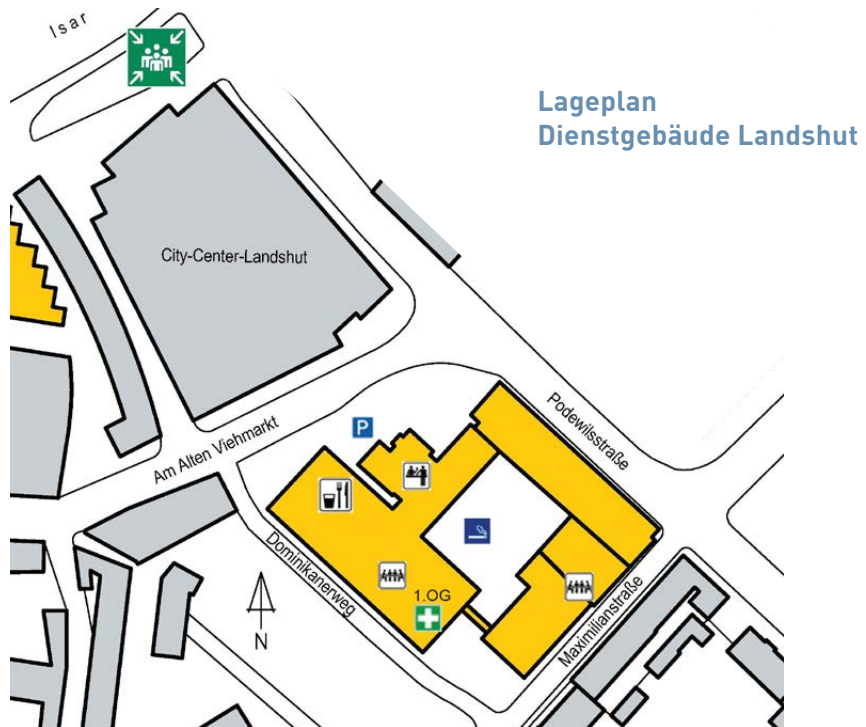 Isar
Lageplan
Dienstgebäude Landshut
City-Center-Landshut
Am Alten Viehmarkt
P
Podewilsstraße
Dominikanerweg
1.OG
Maximilianstraße
N